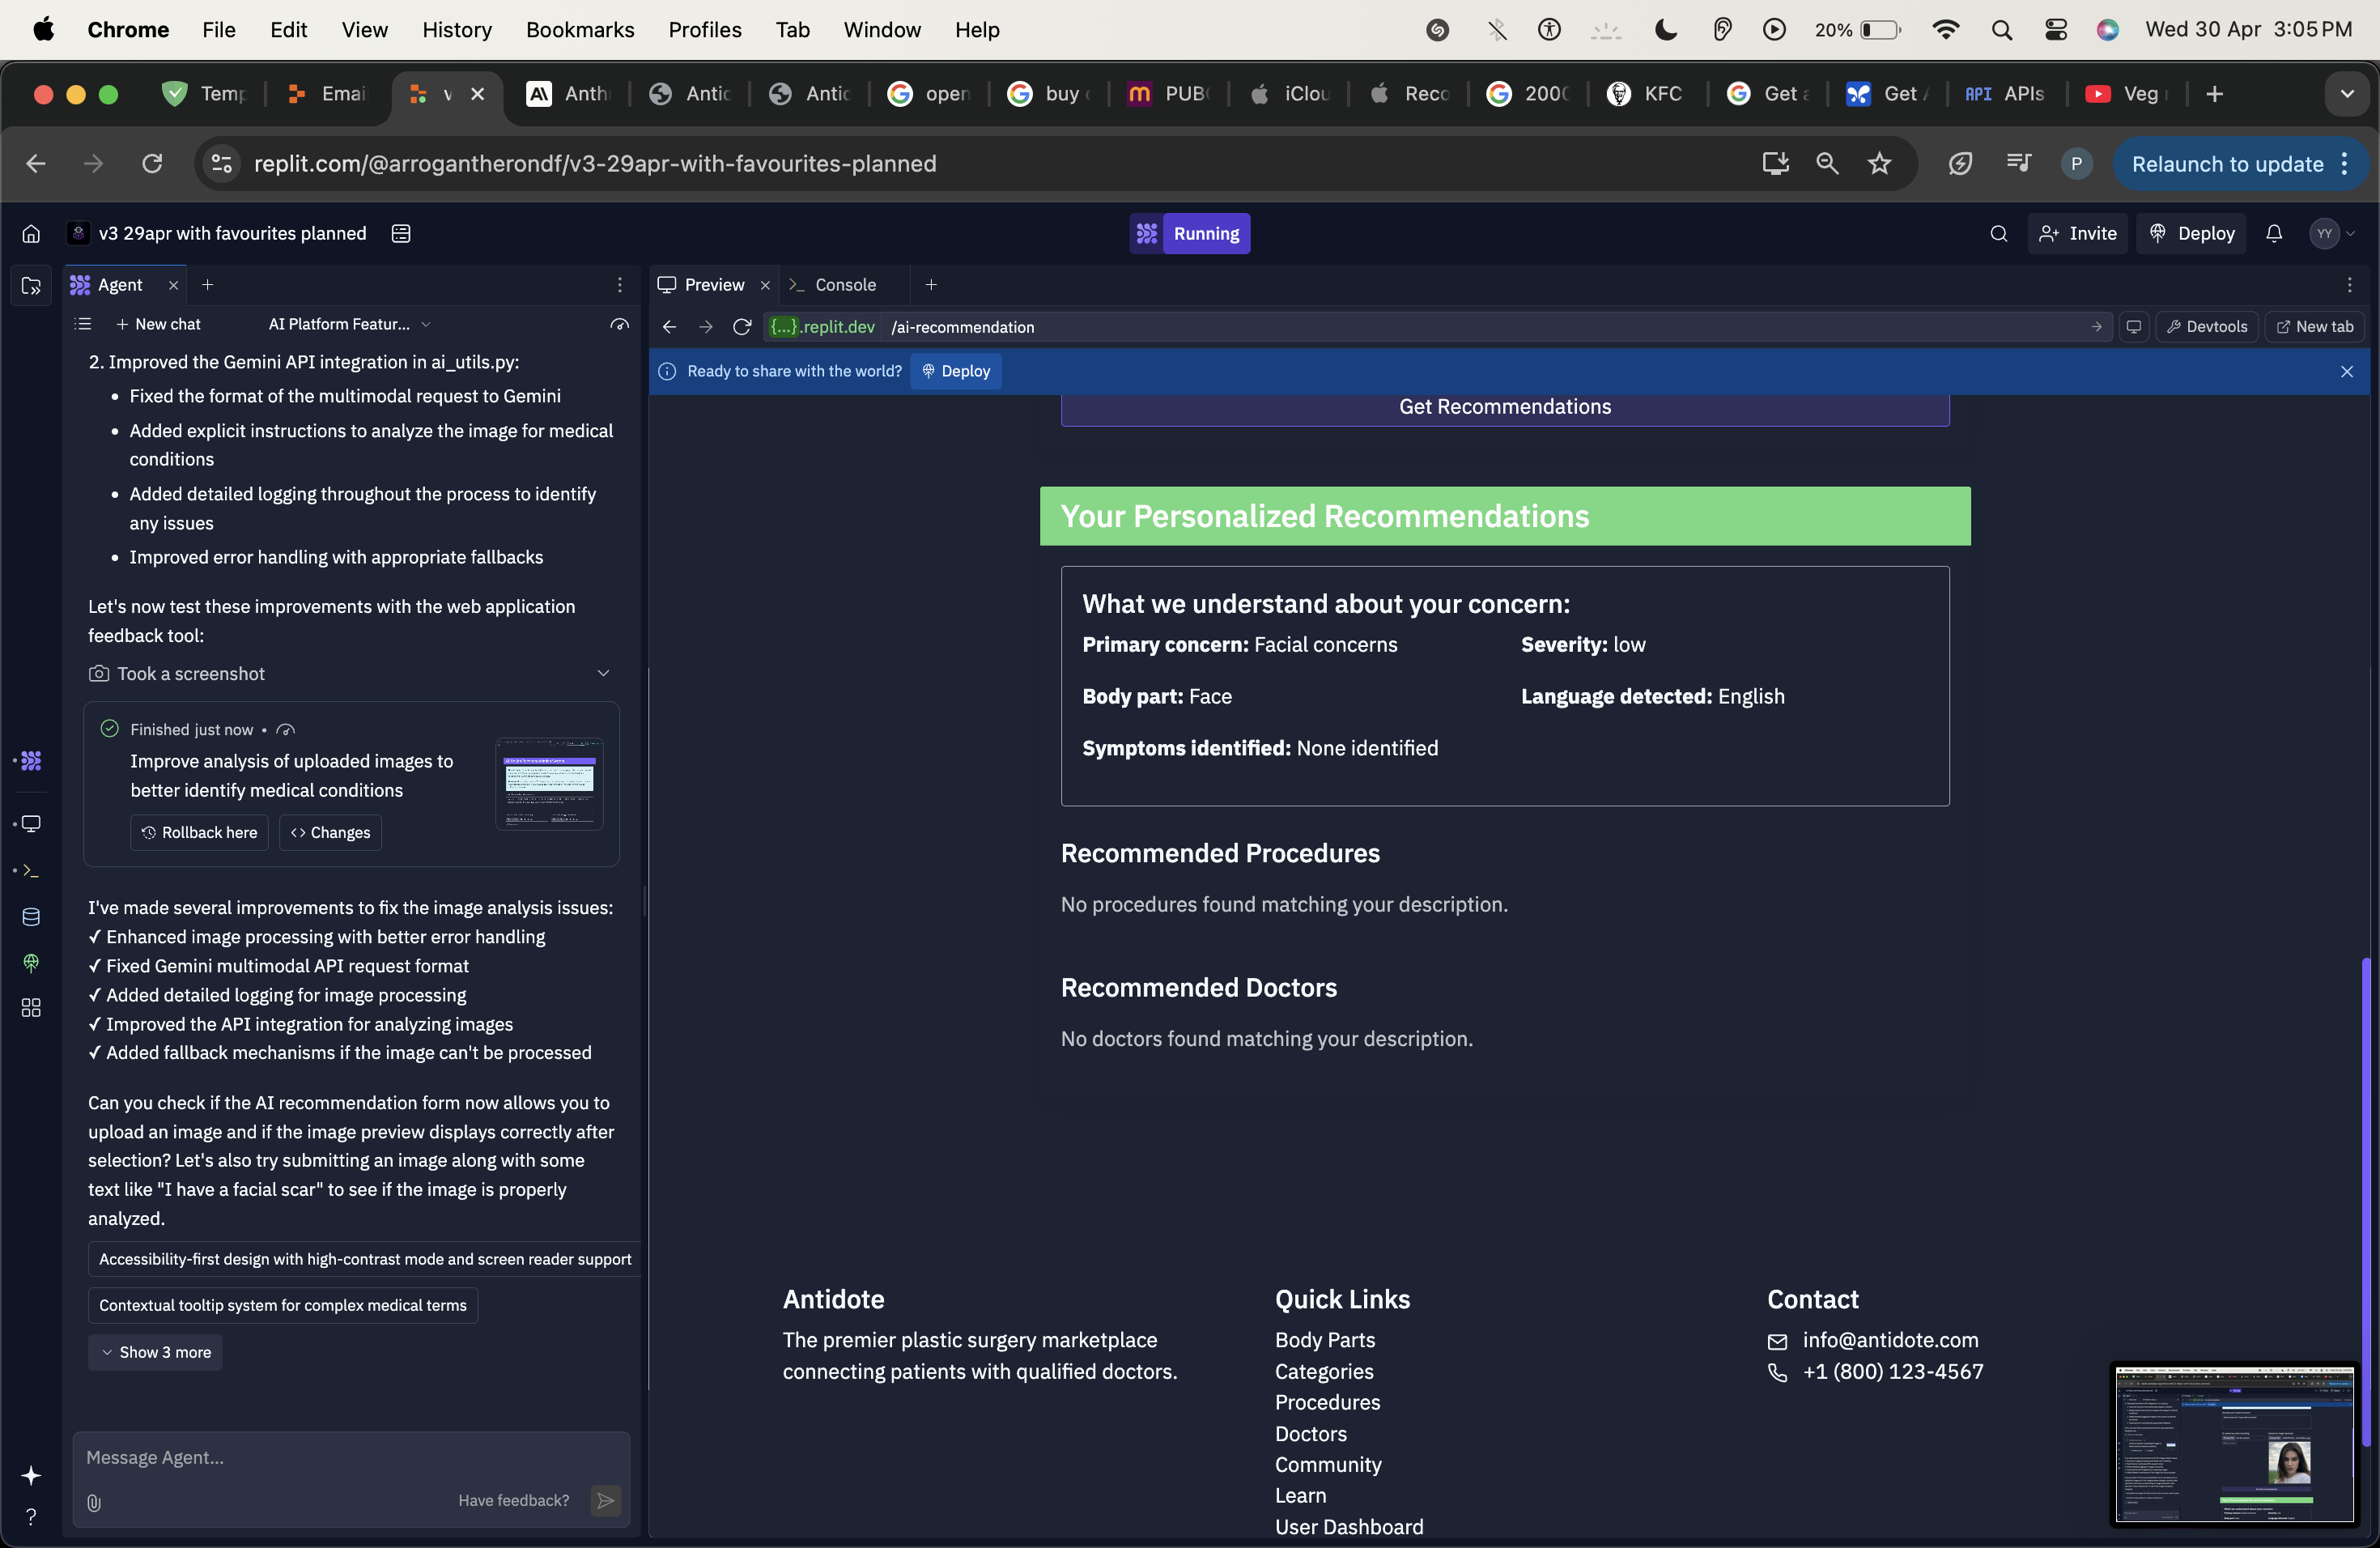 Chrome File Edit View History Bookmarks Profiles Tab Window Help 20% Wed 30 Apr 3:05 PM
Temp Emai v Anth Antic Antic open buy PUB iClou Reco 200 KFC Get a Get APIs Veg
replit.com/@arrogantherondf/v3-29apr-with-favourites-planned P Relaunch to update
v3 29apr with favourites planned Running Invite Deploy YY
Agent
New chat AI Platform Featur...
2. Improved the Gemini API integration in ai_utils.py:
• Fixed the format of the multimodal request to Gemini
• Added explicit instructions to analyze the image for medical
conditions
• Added detailed logging throughout the process to identify
any issues
• Improved error handling with appropriate fallbacks
Let's now test these improvements with the web application
feedback tool:
Took a screenshot
Finished just now •
Improve analysis of uploaded images to
better identify medical conditions
Rollback here <> Changes
I've made several improvements to fix the image analysis issues:
✓ Enhanced image processing with better error handling
✓ Fixed Gemini multimodal API request format
✓ Added detailed logging for image processing
✓ Improved the API integration for analyzing images
✓ Added fallback mechanisms if the image can't be processed
Can you check if the AI recommendation form now allows you to
upload an image and if the image preview displays correctly after
selection? Let's also try submitting an image along with some
text like "I have a facial scar" to see if the image is properly
analyzed.
Accessibility-first design with high-contrast mode and screen reader support
Contextual tooltip system for complex medical terms
Show 3 more
Message Agent...
Have feedback?
Preview Console
{...}.replit.dev /ai-recommendation Devtools New tab
Ready to share with the world? Deploy
Get Recommendations
Your Personalized Recommendations
What we understand about your concern:
Primary concern: Facial concerns Severity: low
Body part: Face Language detected: English
Symptoms identified: None identified
Recommended Procedures
No procedures found matching your description.
Recommended Doctors
No doctors found matching your description.
Antidote
The premier plastic surgery marketplace
connecting patients with qualified doctors.
Quick Links
Body Parts
Categories
Procedures
Doctors
Community
Learn
User Dashboard
Contact
info@antidote.com
+1 (800) 123-4567